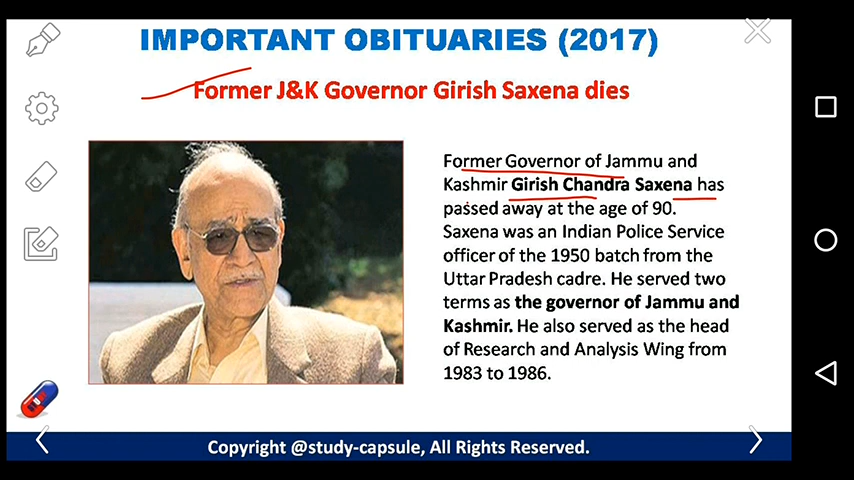 IMPORTANT OBITUARIES (2017)
Former J&K Governor Girish Saxena dies
Former Governor of Jammu and
Kashmir Girish Chandra Saxena has
passed away at the age of 90.
Saxena was an Indian Police Service
officer of the 1950 batch from the
Uttar Pradesh cadre. He served two
terms as the governor of Jammu and
Kashmir. He also served as the head
of Research and Analysis Wing from
1983 to 1986.
Copyright @study-capsule, All Rights Reserved.